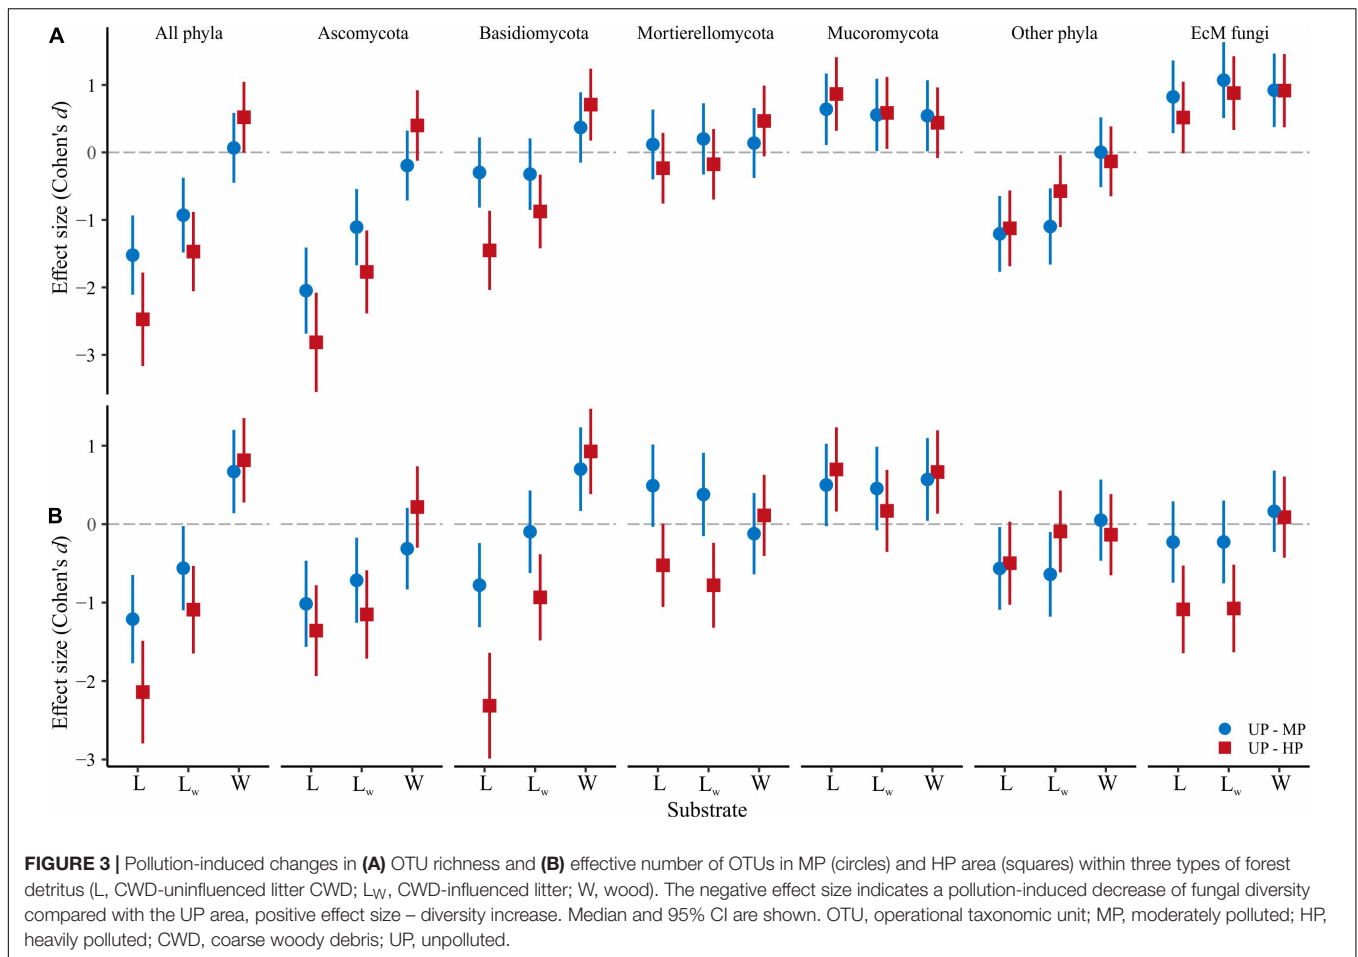 A
All phyla Ascomycota Basidiomycota Mortierellomycota Mucoromycota Other phyla EcM fungi
Effect size (Cohen's d)
1
0
−1
−2
−3
B
Effect size (Cohen's d)
1
0
−1
−2
−3
UP - MP
UP - HP
L Lw W L Lw W L Lw W L Lw W L Lw W L Lw W L Lw W
Substrate
FIGURE 3 | Pollution-induced changes in (A) OTU richness and (B) effective number of OTUs in MP (circles) and HP area (squares) within three types of forest
detritus (L, CWD-uninfluenced litter CWD; LW, CWD-influenced litter; W, wood). The negative effect size indicates a pollution-induced decrease of fungal diversity
compared with the UP area, positive effect size – diversity increase. Median and 95% CI are shown. OTU, operational taxonomic unit; MP, moderately polluted; HP,
heavily polluted; CWD, coarse woody debris; UP, unpolluted.